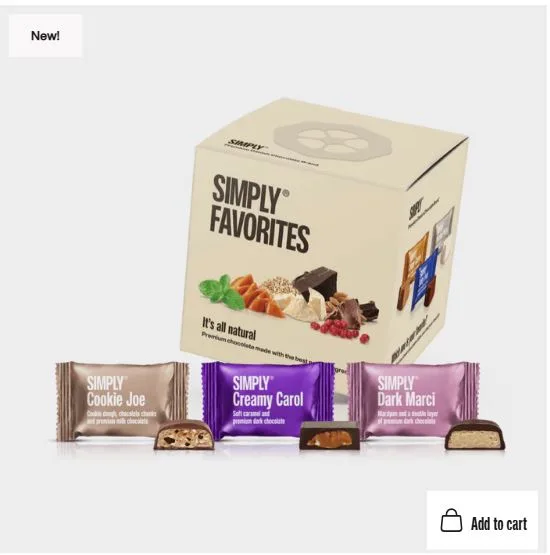 New!
SIMPLY
SIMPLY®
FAVORITES
SIMPLY
It's all natural
Premium chocolate made with the best
SIMPLY
Cookie Joe
Cookie dough, chocolate chunks
and premium milk chocolate
SIMPLY
Creamy Carol
Soft caramel and
premium dark chocolate
SIMPLY
Dark Marci
Marzipan and a double layer
of premium dark chocolate
Add to cart